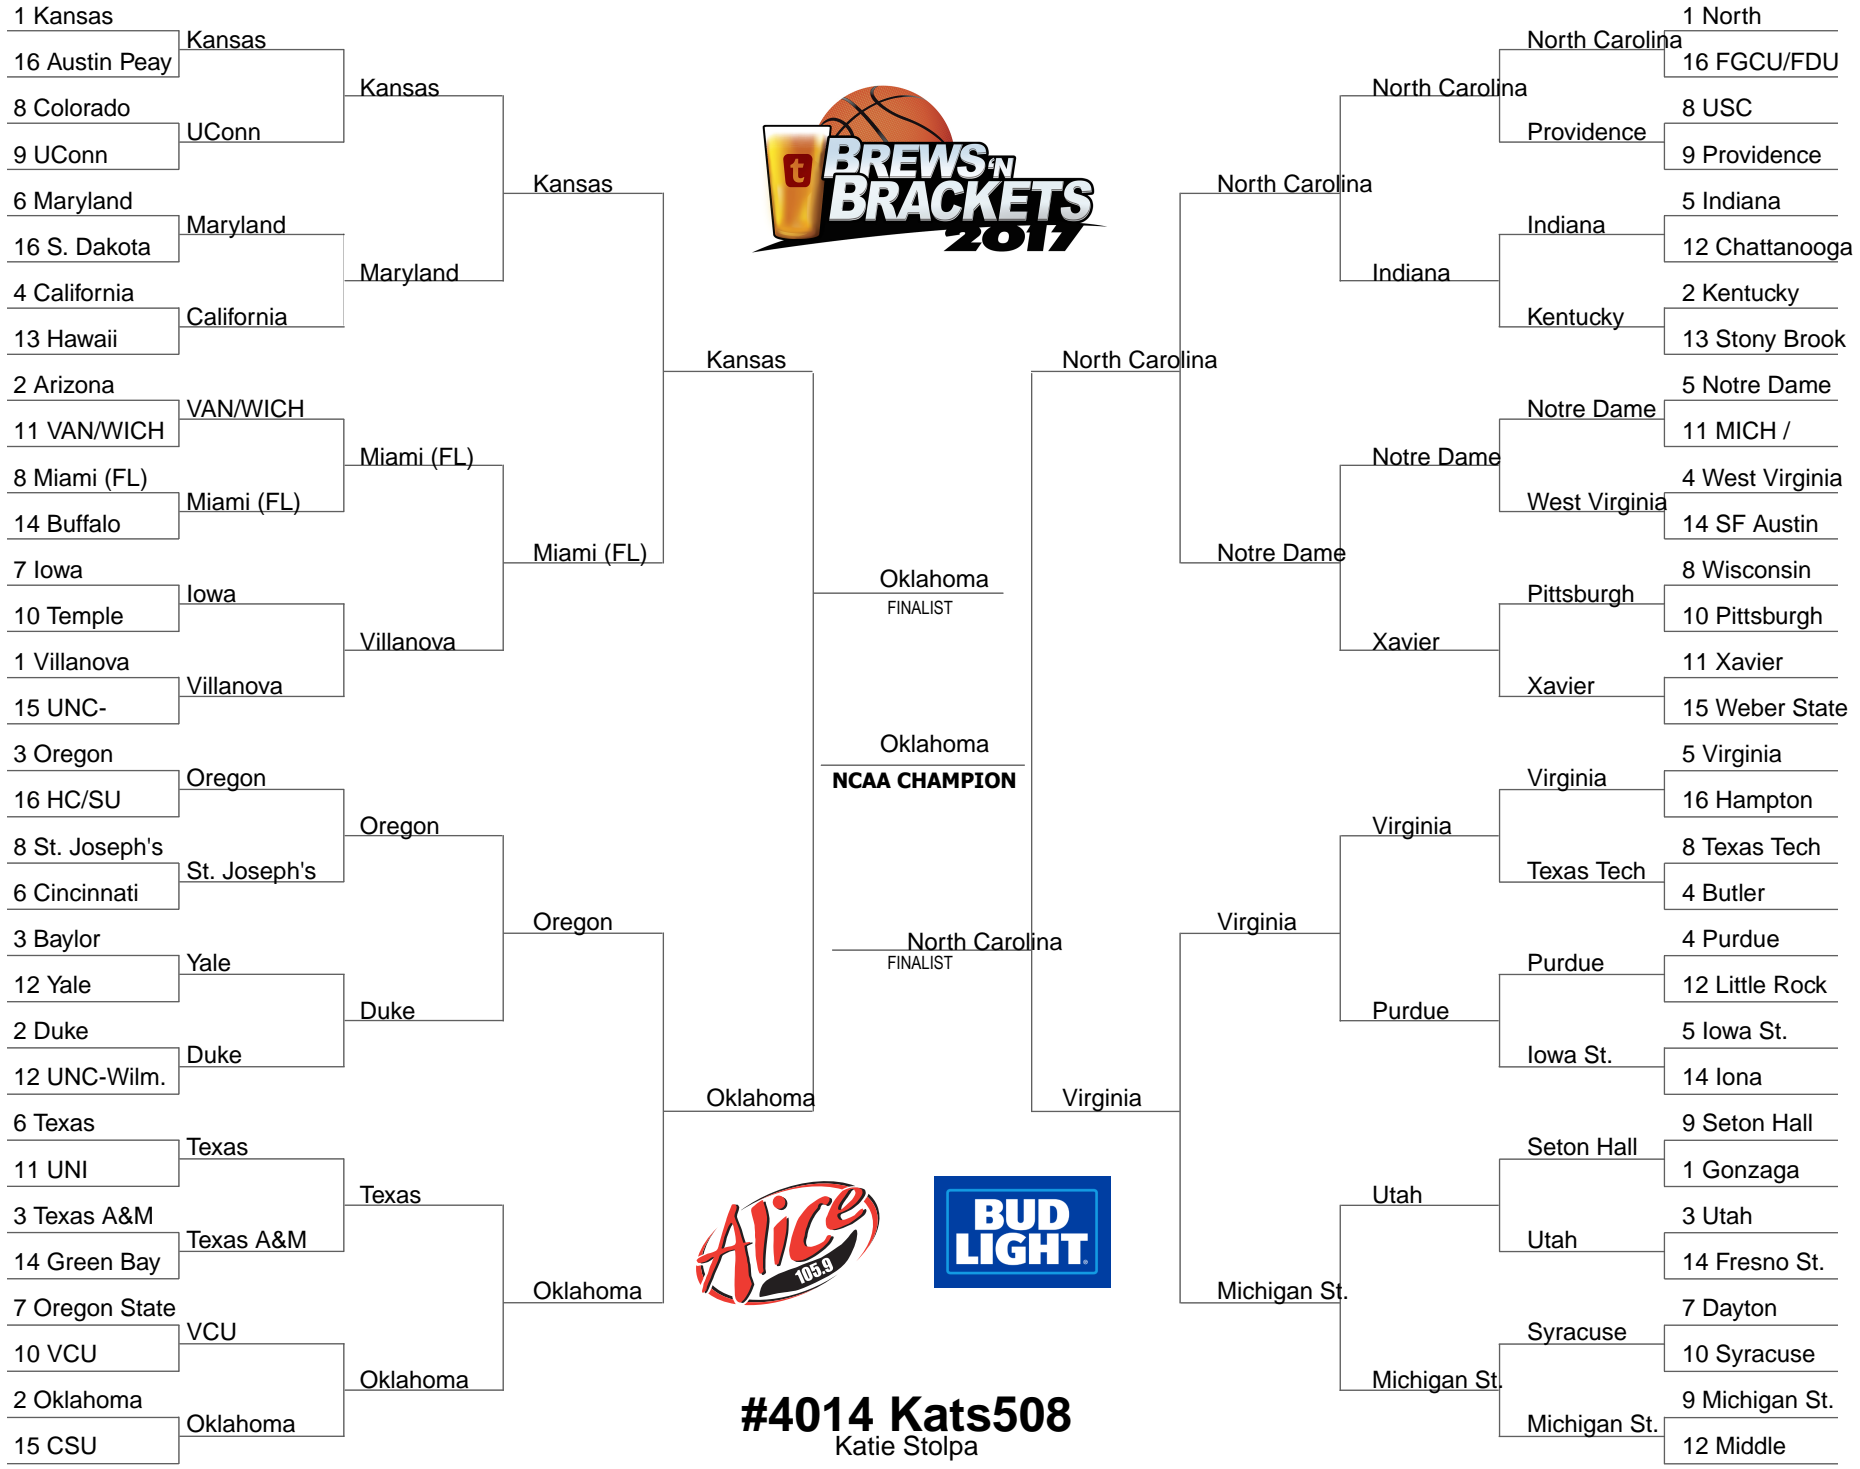 1 Kansas
16 Austin Peay
8 Colorado
9 UConn
6 Maryland
16 S. Dakota
4 California
13 Hawaii
2 Arizona
11 VAN/WICH
8 Miami (FL)
14 Buffalo
7 Iowa
10 Temple
1 Villanova
15 UNC-
3 Oregon
16 HC/SU
8 St. Joseph's
6 Cincinnati
3 Baylor
12 Yale
2 Duke
12 UNC-Wilm.
6 Texas
11 UNI
3 Texas A&M
14 Green Bay
7 Oregon State
10 VCU
2 Oklahoma
15 CSU
Kansas
UConn
Maryland
California
VAN/WICH
Miami (FL)
Iowa
Villanova
Oregon
St. Joseph's
Yale
Duke
Texas
Texas A&M
VCU
Oklahoma
Kansas
Maryland
Miami (FL)
Villanova
Oregon
Duke
Texas
Oklahoma
Kansas
Miami (FL)
Oregon
Oklahoma
Kansas
Oklahoma
t
BREWS 'N
BRACKETS
2017
Oklahoma
FINALIST
Oklahoma
NCAA CHAMPION
North Carolina
FINALIST
Alice
105.9
BUD
LIGHT
#4014 Kats508
Katie Stolpa
North Carolina
Virginia
North Carolina
Notre Dame
Virginia
Michigan St.
North Carolina
Indiana
Notre Dame
Xavier
Virginia
Purdue
Utah
Michigan St.
North Carolina
Providence
Indiana
Kentucky
Notre Dame
West Virginia
Pittsburgh
Xavier
Virginia
Texas Tech
Purdue
Iowa St.
Seton Hall
Utah
Syracuse
Michigan St.
1 North
16 FGCU/FDU
8 USC
9 Providence
5 Indiana
12 Chattanooga
2 Kentucky
13 Stony Brook
5 Notre Dame
11 MICH /
4 West Virginia
14 SF Austin
8 Wisconsin
10 Pittsburgh
11 Xavier
15 Weber State
5 Virginia
16 Hampton
8 Texas Tech
4 Butler
4 Purdue
12 Little Rock
5 Iowa St.
14 Iona
9 Seton Hall
1 Gonzaga
3 Utah
14 Fresno St.
7 Dayton
10 Syracuse
9 Michigan St.
12 Middle